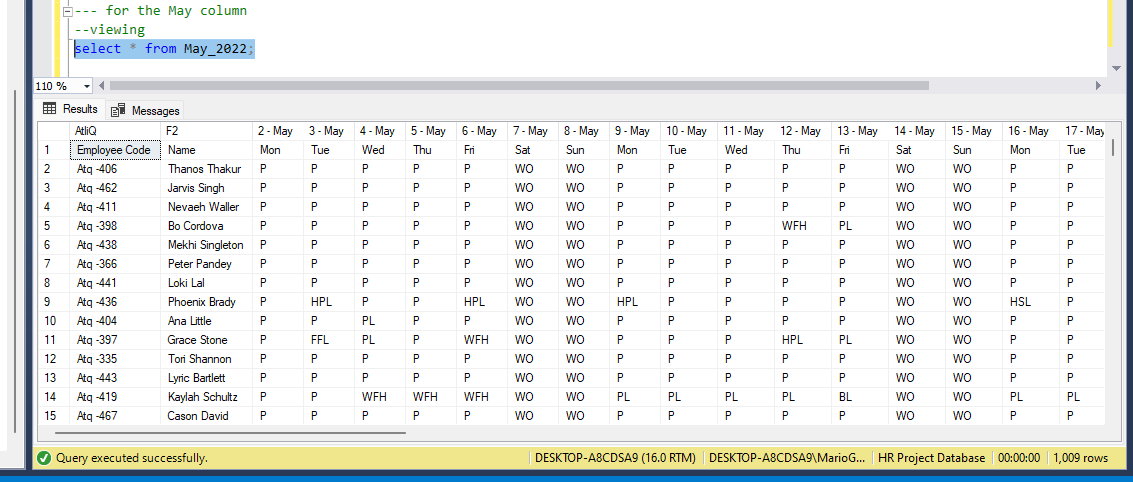 --- for the May column
--viewing
select * from May_2022;
110 %
Results Messages
AtliQ F2 2 - May 3 - May 4 - May 5 - May 6 - May 7 - May 8 - May 9 - May 10 - May 11 - May 12 - May 13 - May 14 - May 15 - May 16 - May 17 - May
1 Employee Code Name Mon Tue Wed Thu Fri Sat Sun Mon Tue Wed Thu Fri Sat Sun Mon Tue
2 Atq -406 Thanos Thakur P P P P P WO WO P P P P P WO WO P P
3 Atq -462 Jarvis Singh P P P P P WO WO P P P P P WO WO P P
4 Atq -411 Nevaeh Waller P P P P P WO WO P P P P P WO WO P P
5 Atq -398 Bo Cordova P P P P P WO WO P P P WFH PL WO WO P P
6 Atq -438 Mekhi Singleton P P P P P WO WO P P P P P WO WO P P
7 Atq -366 Peter Pandey P P P P P WO WO P P P P P WO WO P P
8 Atq -441 Loki Lal P P P P P WO WO P P P P P WO WO P P
9 Atq -436 Phoenix Brady P HPL P P HPL WO WO HPL P P P P WO WO HSL P
10 Atq -404 Ana Little P P PL P P WO WO P P P P P WO WO P P
11 Atq -397 Grace Stone P FFL PL P WFH WO WO P P P HPL PL WO WO P P
12 Atq -335 Tori Shannon P P P P P WO WO P P P P P WO WO P P
13 Atq -443 Lyric Bartlett P P P P P WO WO P P P P P WO WO P P
14 Atq -419 Kaylah Schultz P P WFH WFH WFH WO WO PL PL PL PL BL WO WO PL PL
15 Atq -467 Cason David P P P P P WO WO P P P P P WO WO P P
Query executed successfully. DESKTOP-A8CDSA9 (16.0 RTM) DESKTOP-A8CDSA9\MarioG... HR Project Database 00:00:00 1,009 rows